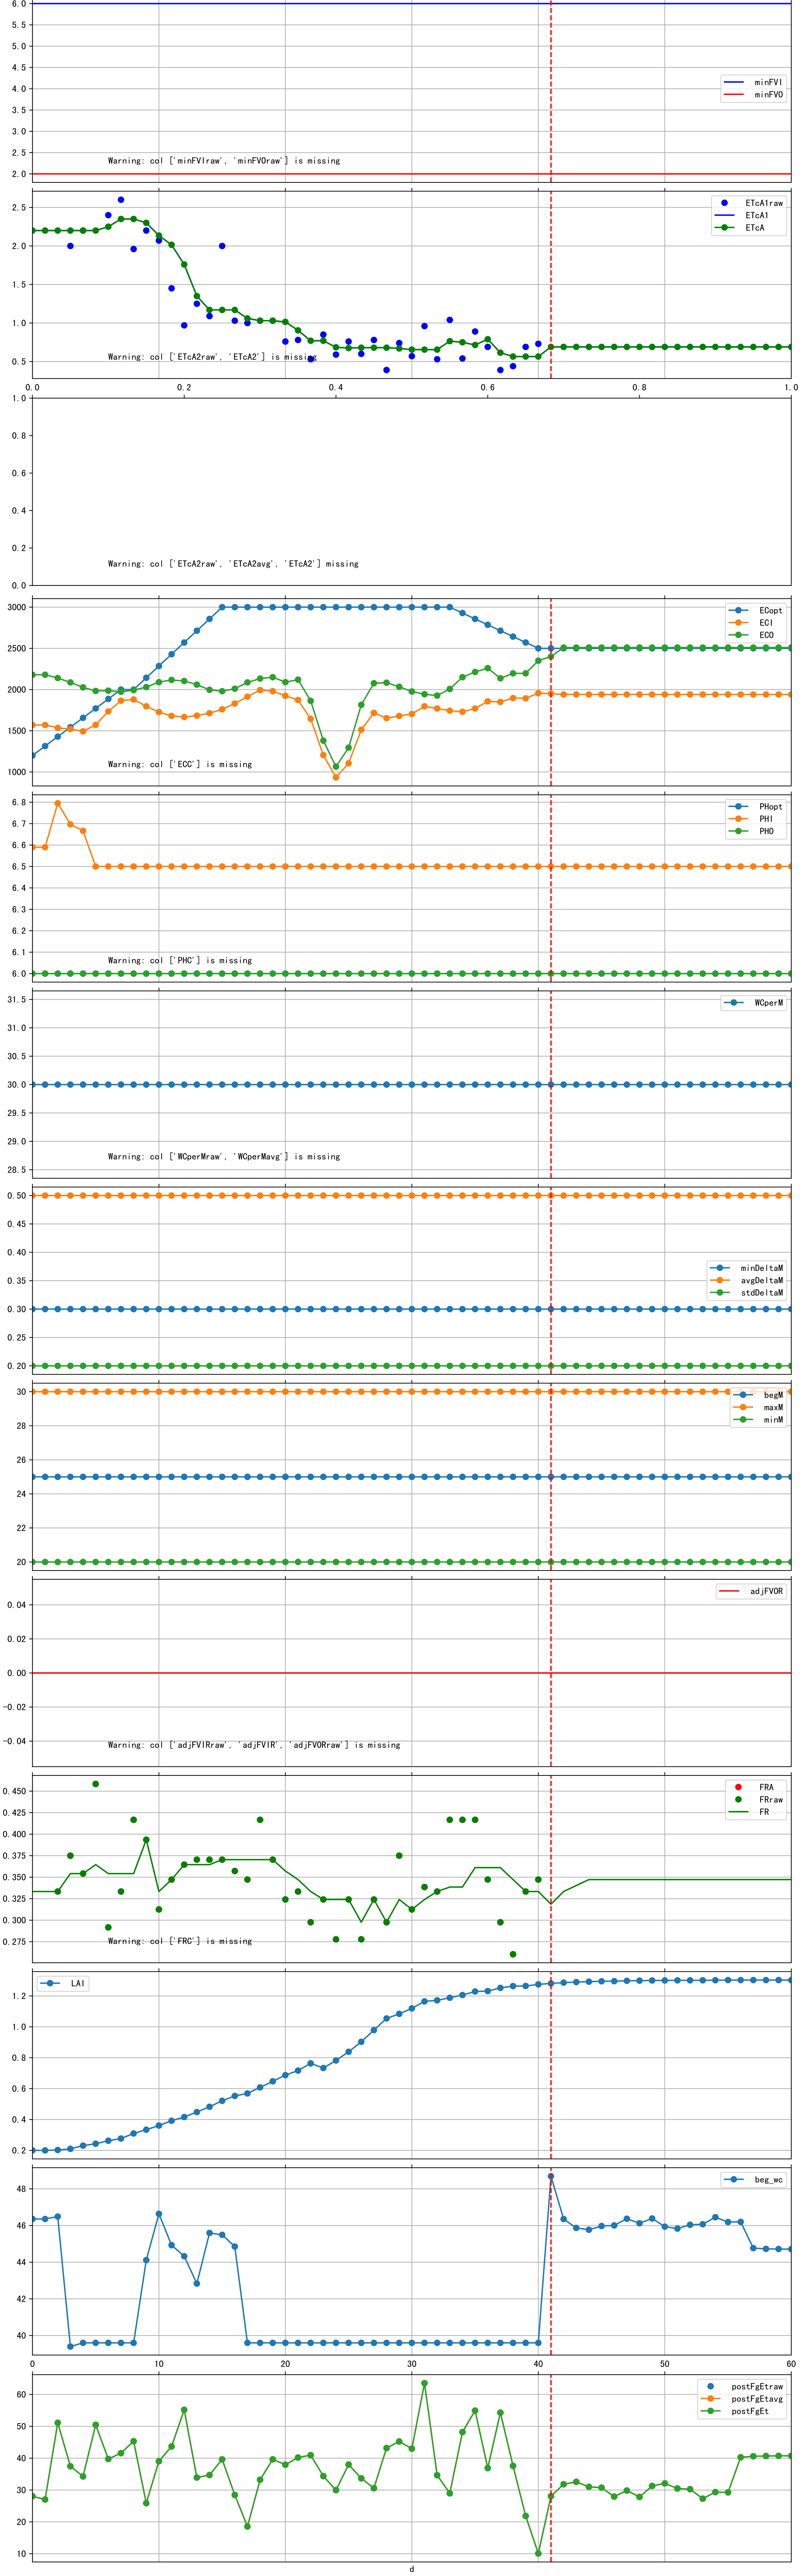 6.0
5.5
5.0
4.5
4.0
3.5
3.0
2.5
2.0
minFVI
minFVO
Warning: col ['minFVIraw', 'minFVOraw'] is missing
2.5
2.0
1.5
1.0
0.5
ETcA1raw
ETcA1
ETcA
Warning: col ['ETcA2raw', 'ETcA2'] is missing
0.0 0.2 0.4 0.6 0.8 1.0
1.0
0.8
0.6
0.4
0.2
0.0
Warning: col ['ETcA2raw', 'ETcA2avg', 'ETcA2'] missing
3000
2500
2000
1500
1000
ECopt
ECI
ECO
Warning: col ['ECC'] is missing
6.8
6.7
6.6
6.5
6.4
6.3
6.2
6.1
6.0
PHopt
PHI
PHO
Warning: col ['PHC'] is missing
31.5
31.0
30.5
30.0
29.5
29.0
28.5
WCperM
Warning: col ['WCperMraw', 'WCperMavg'] is missing
0.50
0.45
0.40
0.35
0.30
0.25
0.20
minDeltaM
avgDeltaM
stdDeltaM
30
28
26
24
22
20
begM
maxM
minM
0.04
0.02
0.00
-0.02
-0.04
adjFVOR
Warning: col ['adjFVIRraw', 'adjFVIR', 'adjFVORraw'] is missing
0.450
0.425
0.400
0.375
0.350
0.325
0.300
0.275
FRA
FRraw
FR
Warning: col ['FRC'] is missing
1.2
1.0
0.8
0.6
0.4
0.2
LAI
48
46
44
42
40
beg_wc
0 10 20 30 40 50 60
60
50
40
30
20
10
postFgEtraw
postFgEtavg
postFgEt
d